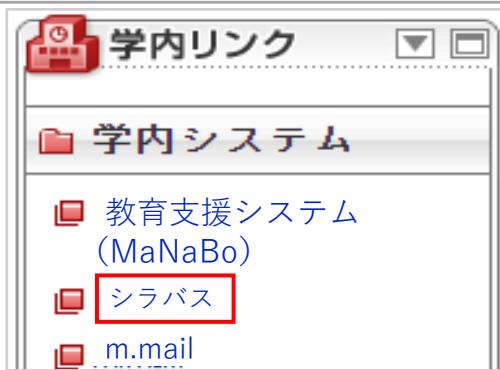 学内リンク
学内システム
教育支援システム
（MaNaBo）
シラバス
m.mail